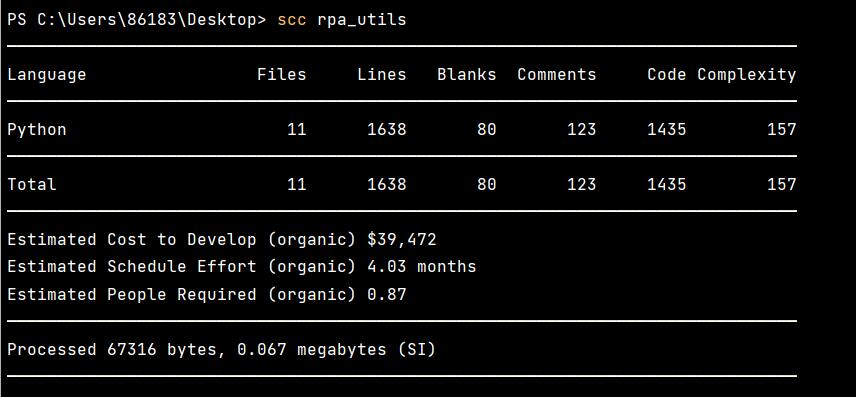 PS C:\Users\86183\Desktop> scc rpa_utils
Language Files Lines Blanks Comments Code Complexity
Python 11 1638 80 123 1435 157
Total 11 1638 80 123 1435 157
Estimated Cost to Develop (organic) $39,472
Estimated Schedule Effort (organic) 4.03 months
Estimated People Required (organic) 0.87
Processed 67316 bytes, 0.067 megabytes (SI)